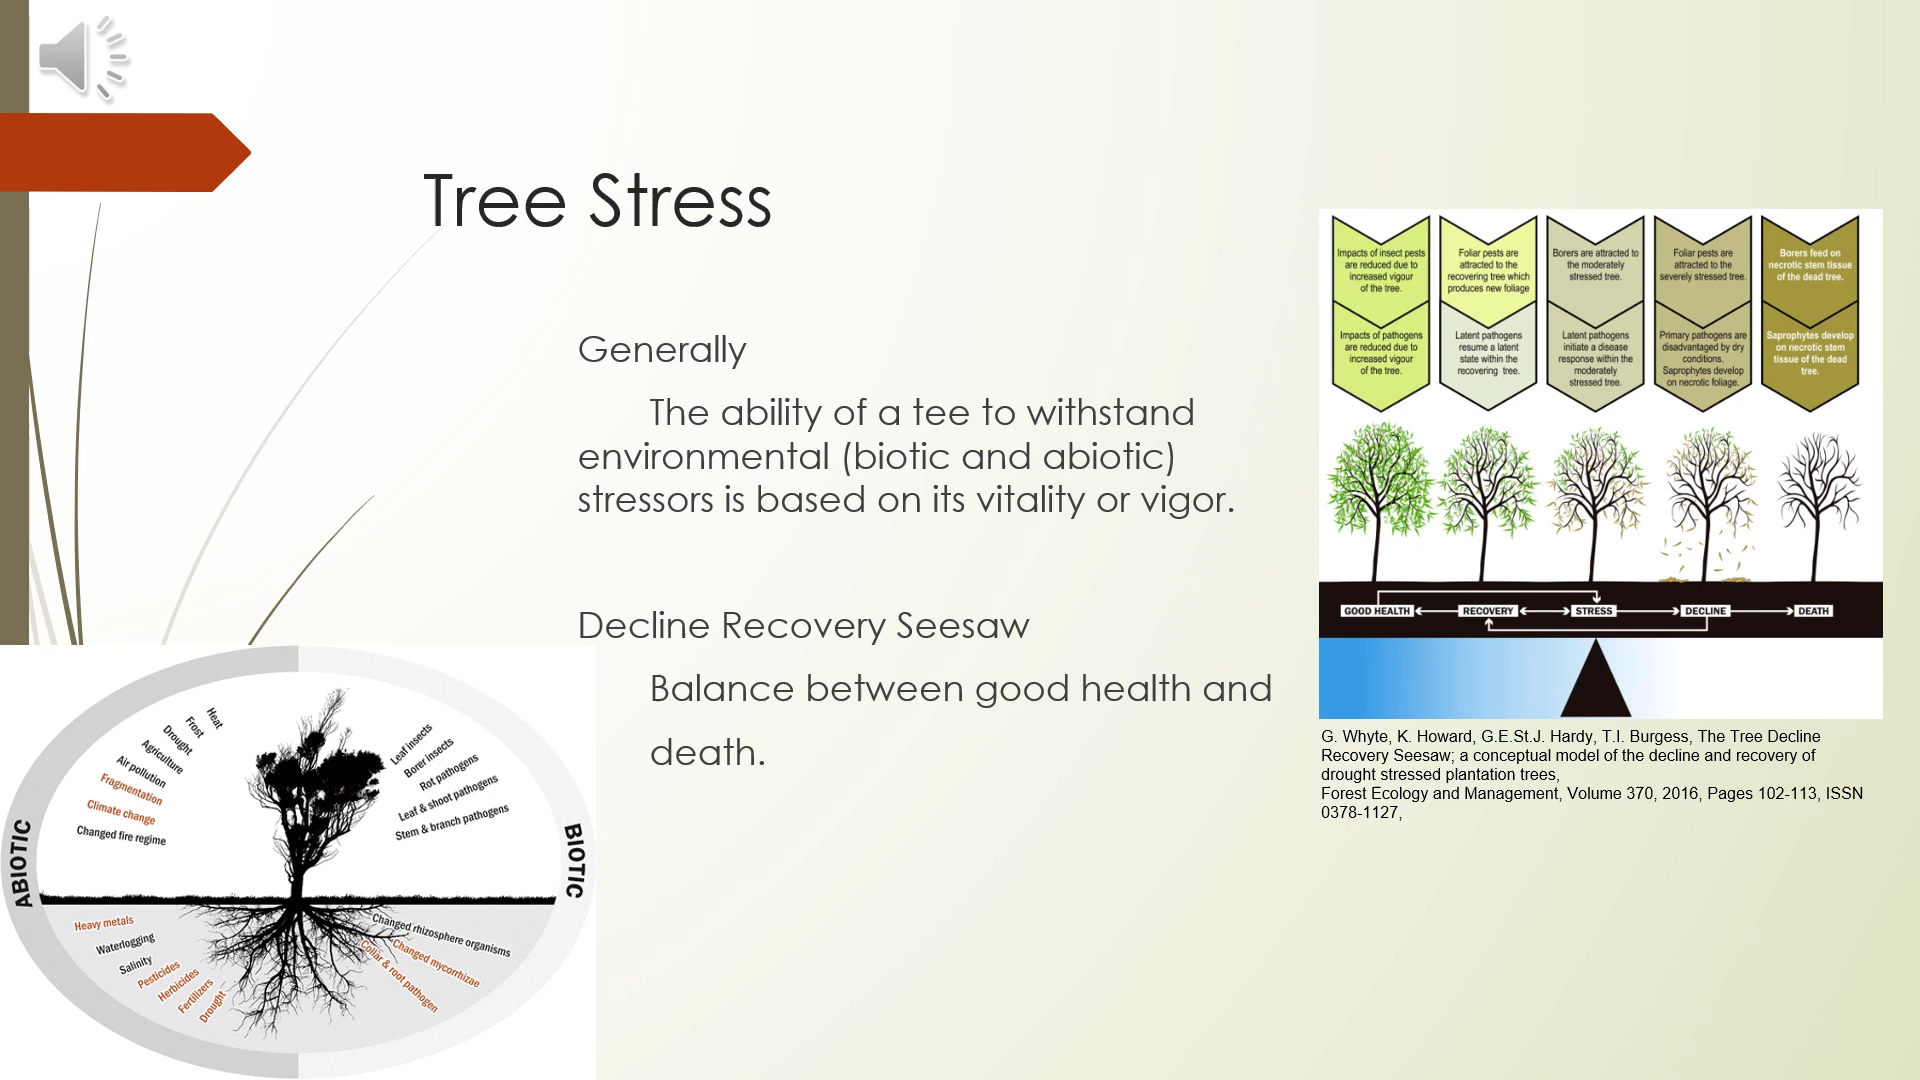 Tree Stress
Generally
The ability of a tee to withstand
environmental (biotic and abiotic)
stressors is based on its vitality or vigor.
Decline Recovery Seesaw
Balance between good health and
death.
Impacts of insect pests
are reduced due to
increased vigour
of the tree.
Foliar pests are
attracted to the
recovering tree which
produces new foliage
Borers are attracted to
the moderately
stressed tree.
Foliar pests are
attracted to the
severely stressed tree.
Borers feed on
necrotic stem tissue
of the dead tree.
Impacts of pathogens
are reduced due to
increased vigour
of the tree.
Latent pathogens
resume a latent
state within the
recovering tree.
Latent pathogens
initiate a disease
response within the
moderately
stressed tree.
Primary pathogens are
disadvantaged by dry
conditions.
Saprophytes develop
on necrotic foliage.
Saprophytes develop
on necrotic stem
tissue of the dead
tree.
GOOD HEALTH
RECOVERY
STRESS
DECLINE
DEATH
G. Whyte, K. Howard, G.E.St.J. Hardy, T.I. Burgess, The Tree Decline
Recovery Seesaw; a conceptual model of the decline and recovery of
drought stressed plantation trees,
Forest Ecology and Management, Volume 370, 2016, Pages 102-113, ISSN
0378-1127,
ABIOTIC
Heat
Frost
Drought
Agriculture
Air pollution
Fragmentation
Climate change
Changed fire regime
Heavy metals
Waterlogging
Salinity
Pesticides
Herbicides
Fertilizers
Drought
BIOTIC
Leaf insects
Borer insects
Rot pathogens
Leaf & shoot pathogens
Stem & branch pathogens
Changed rhizosphere organisms
Changed mycorrhizae
Collar & root pathogen